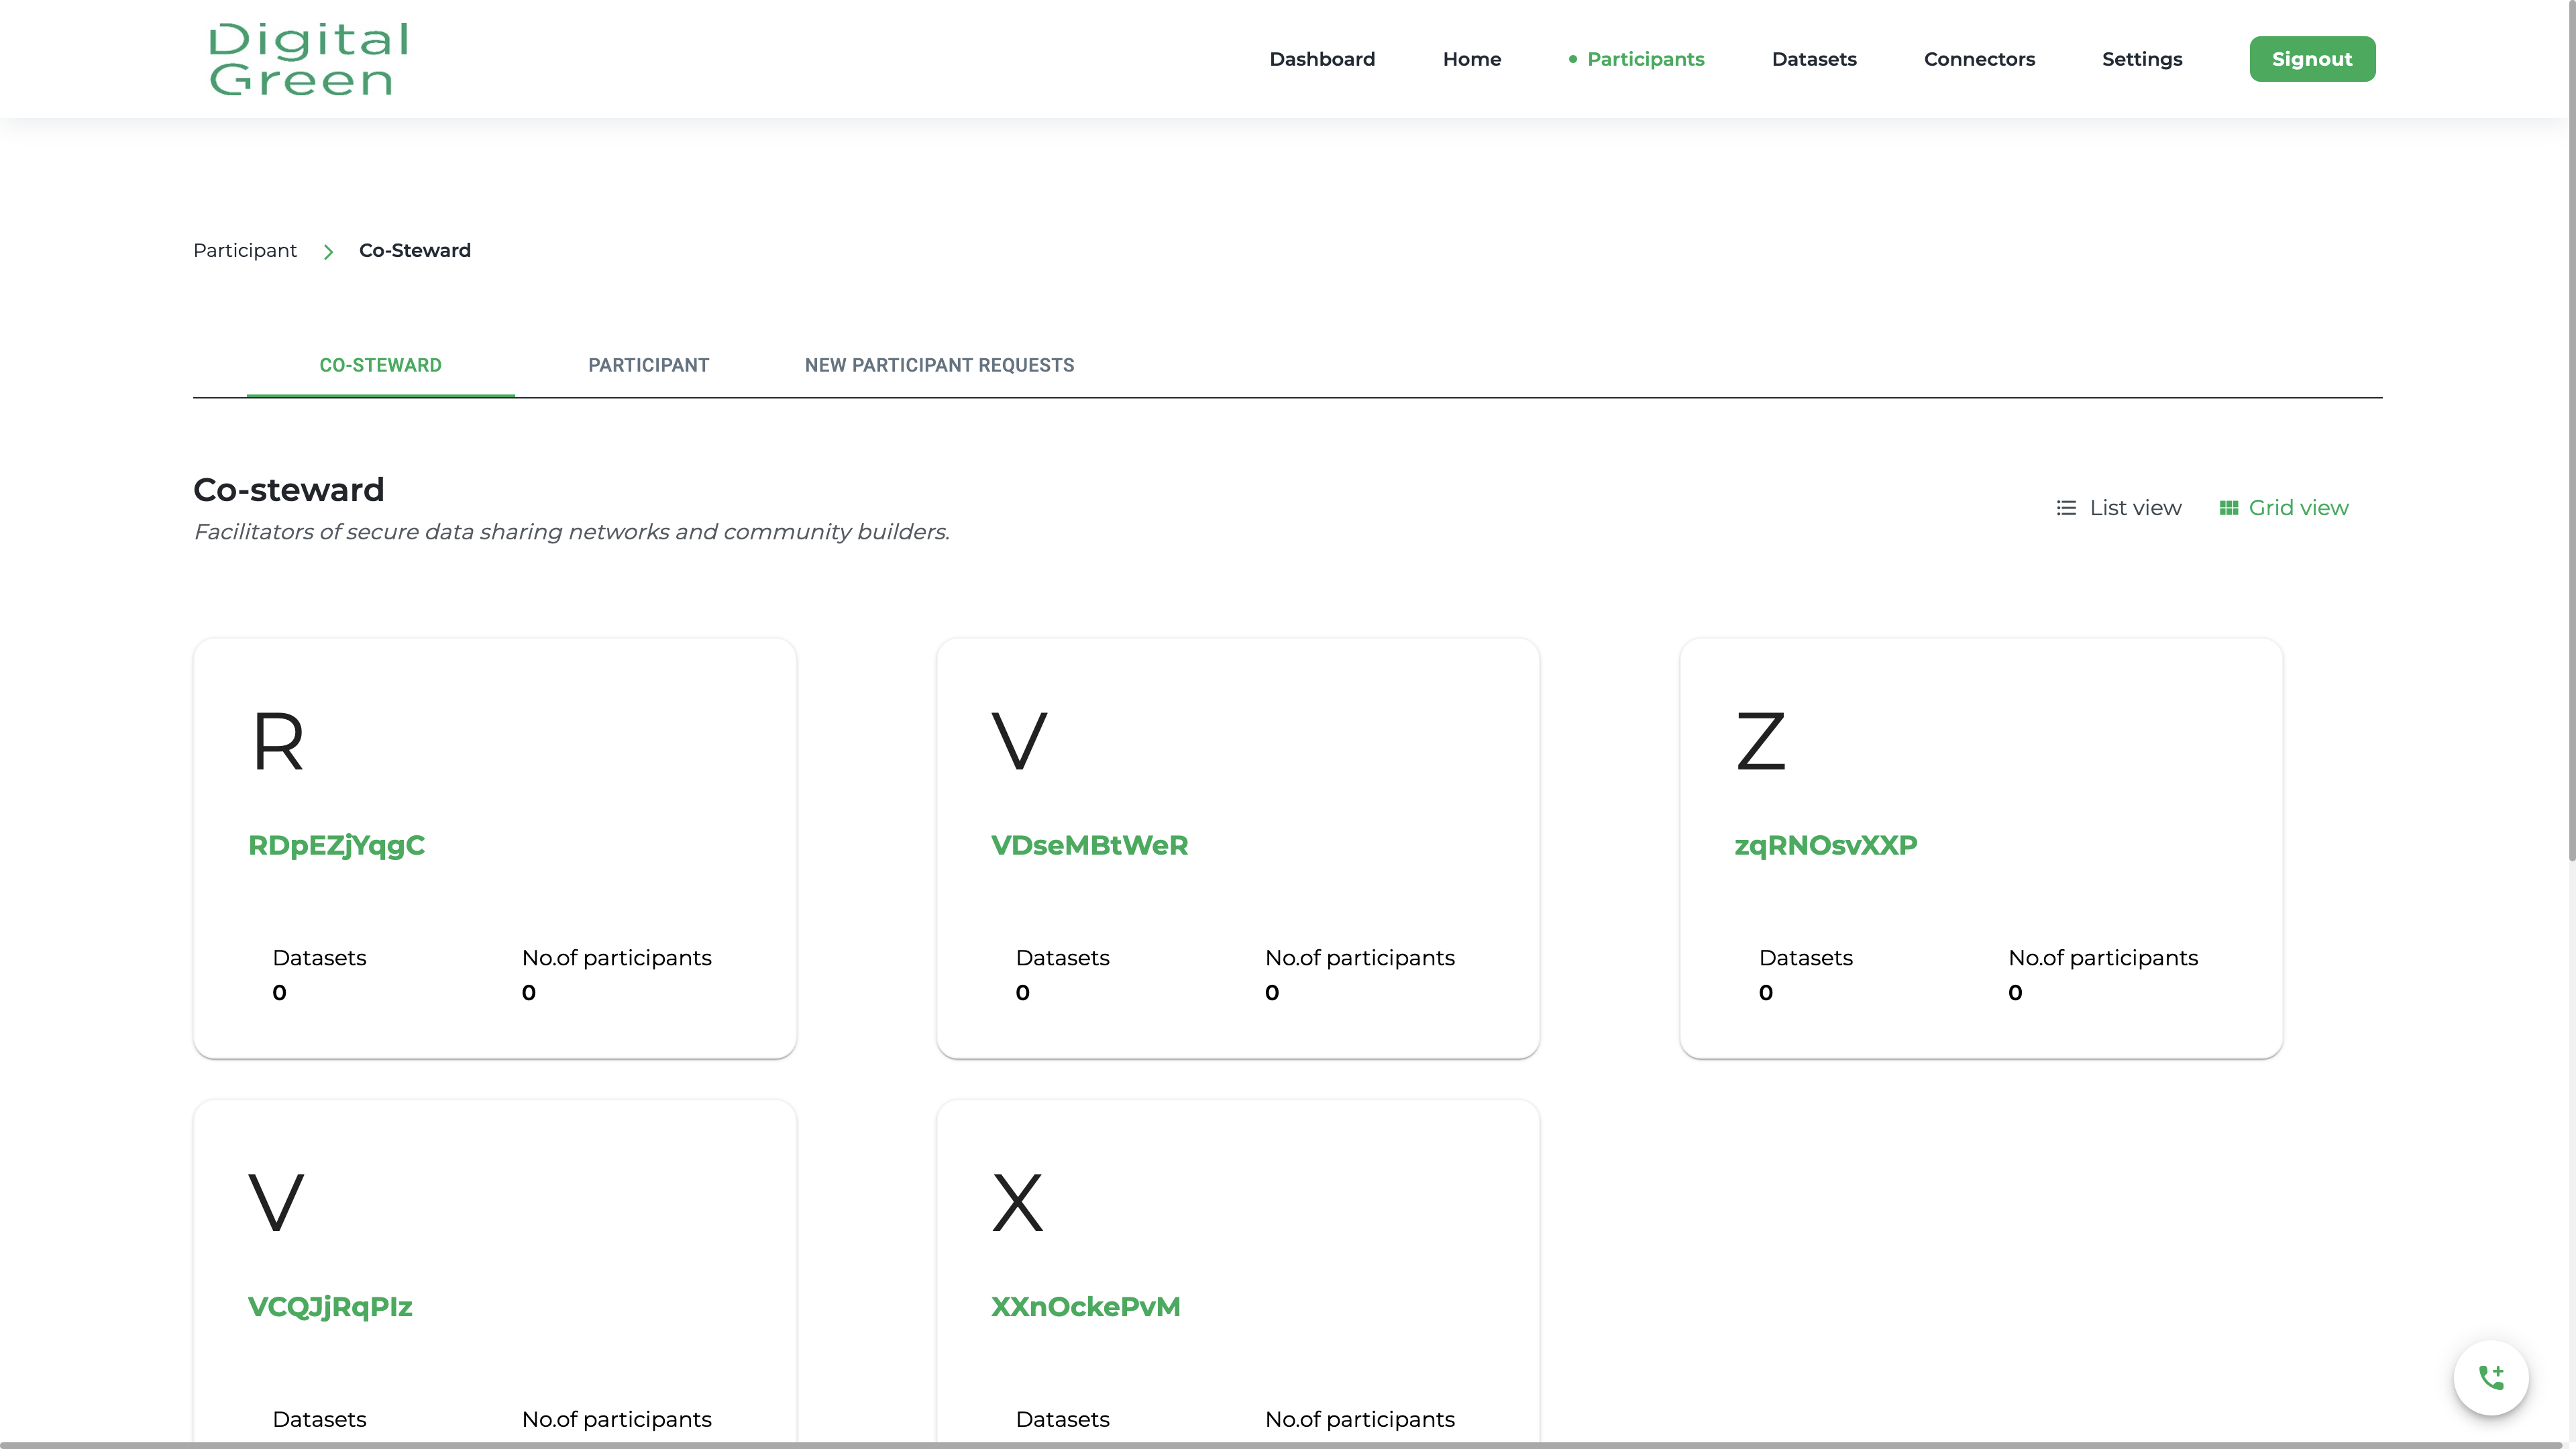 Digital
Green
Dashboard
Home
Participants
Datasets
Connectors
Settings
Signout
Participant
Co-Steward
CO-STEWARD
PARTICIPANT
NEW PARTICIPANT REQUESTS
Co-steward
Facilitators of secure data sharing networks and community builders.
List view
Grid view
R
RDpEZjYqgC
Datasets
0
No.of participants
0
V
VDseMBtWeR
Datasets
0
No.of participants
0
Z
zqRNOsvXXP
Datasets
0
No.of participants
0
V
VCQJjRqPIz
Datasets
No.of participants
X
XXnOckePvM
Datasets
No.of participants